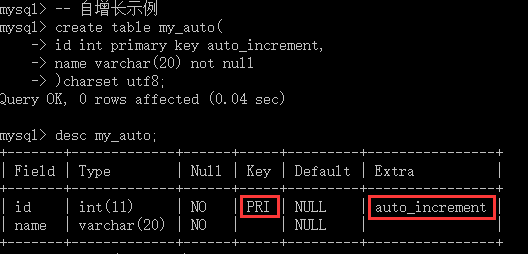 mysql> -- 自增长示例
mysql> create table my_auto(
    -> id int primary key auto_increment,
    -> name varchar(20) not null
    -> )charset utf8;
Query OK, 0 rows affected (0.04 sec)
mysql> desc my_auto;
+-------+-------------+------+-----+---------+----------------+
| Field | Type        | Null | Key | Default | Extra          |
+-------+-------------+------+-----+---------+----------------+
| id    | int(11)     | NO   | PRI | NULL    | auto_increment |
| name  | varchar(20) | NO   |     | NULL    |                |
+-------+-------------+------+-----+---------+----------------+